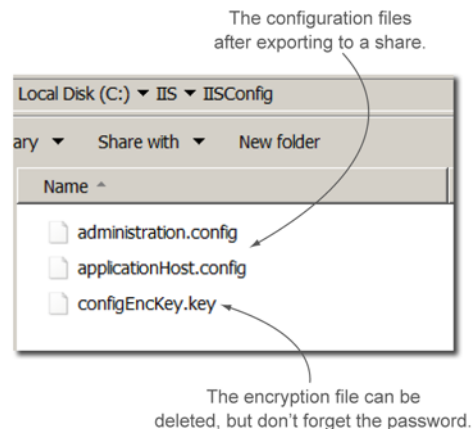 The configuration files
after exporting to a share.
Local Disk (C:) ▾ IIS ▾ IISConfig
ary ▾ Share with ▾ New folder
Name
administration.config
applicationHost.config
configEncKey.key
The encryption file can be
deleted, but don't forget the password.